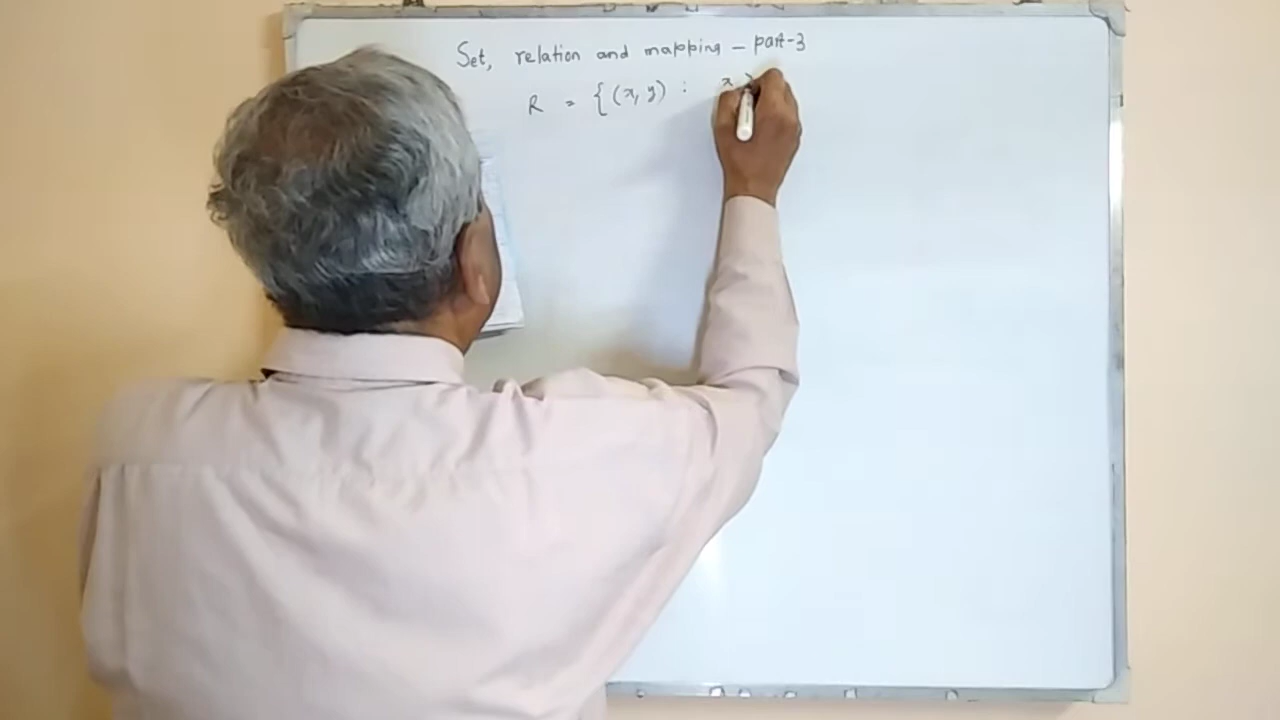 Set, relation and mapping - part-3
R = {(x, y) : x